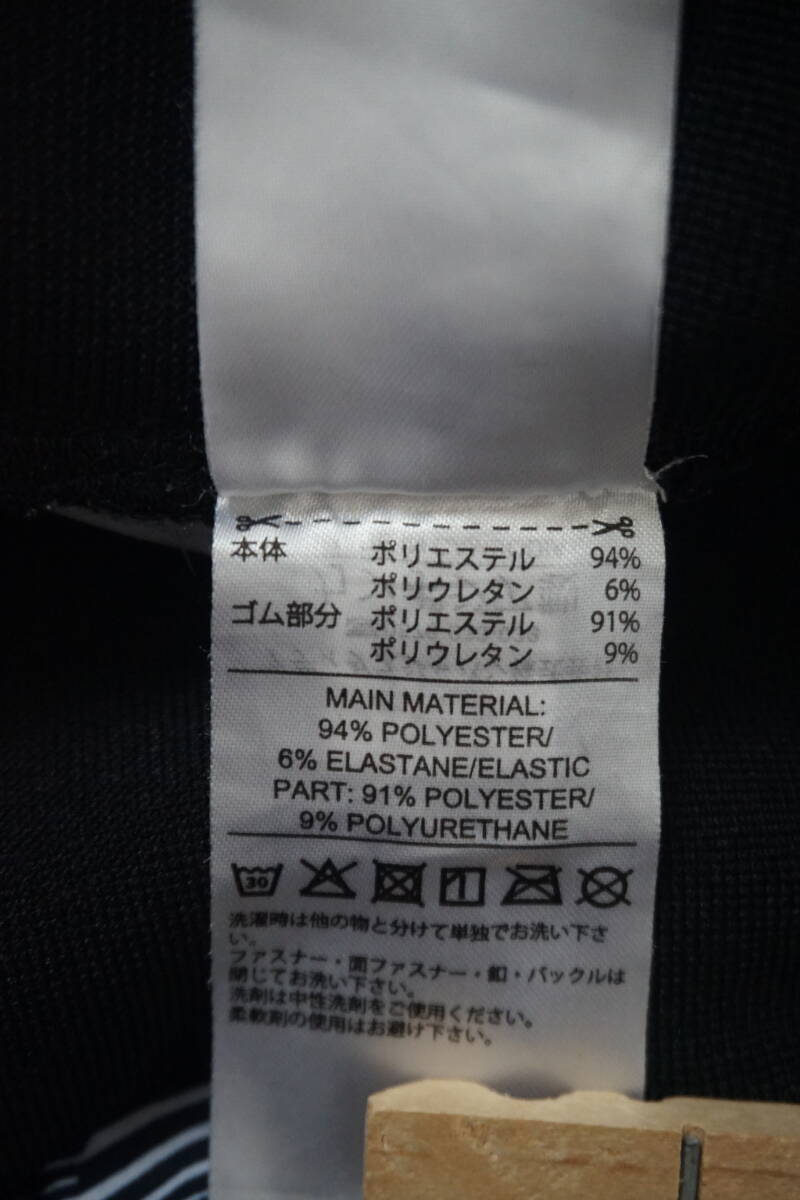 本体 ポリエステル 94%
ポリウレタン 6%
ゴム部分 ポリエステル 91%
ポリウレタン 9%
MAIN MATERIAL:
94% POLYESTER/
6% ELASTANE/ELASTIC
PART: 91% POLYESTER/
9% POLYURETHANE
30
洗濯時は他の物と分けて単独でお洗い下さ
い。
ファスナー・面ファスナー・釦・バックルは
閉じてお洗い下さい。
洗剤は中性洗剤をご使用ください。
柔軟剤の使用はお避け下さい。